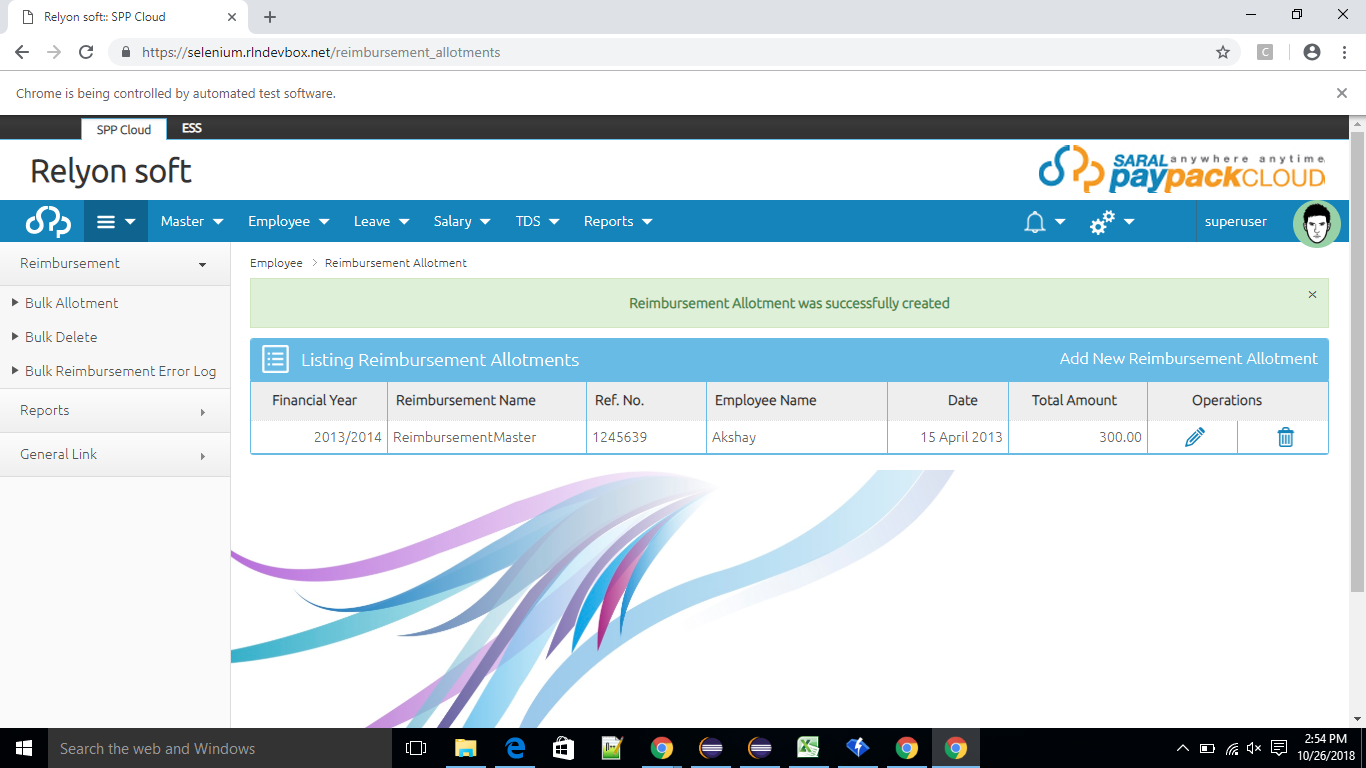 Relyon soft:: SPP Cloud
https://selenium.rlndevbox.net/reimbursement_allotments
C
Chrome is being controlled by automated test software.
SPP Cloud ESS
Relyon soft
SARAL anywhere anytime
paypackCLOUD
Master Employee Leave Salary TDS Reports superuser
Reimbursement
Bulk Allotment
Bulk Delete
Bulk Reimbursement Error Log
Reports
General Link
Employee > Reimbursement Allotment
Reimbursement Allotment was successfully created ×
Listing Reimbursement Allotments Add New Reimbursement Allotment
Financial Year Reimbursement Name Ref. No. Employee Name Date Total Amount Operations
2013/2014 ReimbursementMaster 1245639 Akshay 15 April 2013 300.00
Search the web and Windows
2:54 PM
10/26/2018